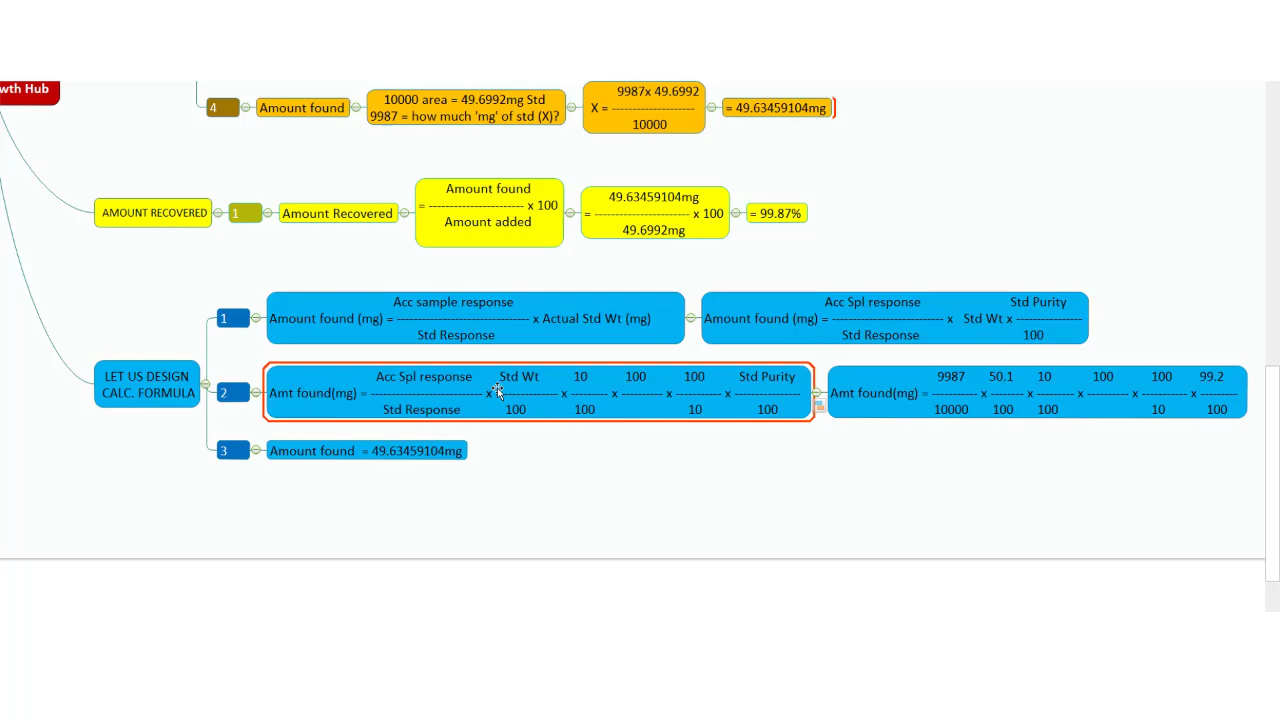 wth Hub
4
Amount found
10000 area = 49.6992mg Std
9987 = how much 'mg' of std (X)?
9987x 49.6992
X = ---------------------
10000
= 49.63459104mg
AMOUNT RECOVERED
1
Amount Recovered
Amount found
= ----------------------- x 100
Amount added
49.63459104mg
= ----------------------- x 100
49.6992mg
= 99.87%
LET US DESIGN
CALC. FORMULA
1
Acc sample response
Amount found (mg) = -------------------------------- x Actual Std Wt (mg)
Std Response
Acc Spl response Std Purity
Amount found (mg) = --------------------------- x Std Wt x ----------------
Std Response 100
2
Acc Spl response Std Wt 10 100 100 Std Purity
Amt found(mg) = --------------------------- x -------------- x --------- x ---------- x --------- x ----------------
Std Response 100 100 10 100
9987 50.1 10 100 100 99.2
Amt found(mg) = ----------- x -------- x --------- x --------- x --------- x ---------
10000 100 100 10 100
3
Amount found = 49.63459104mg